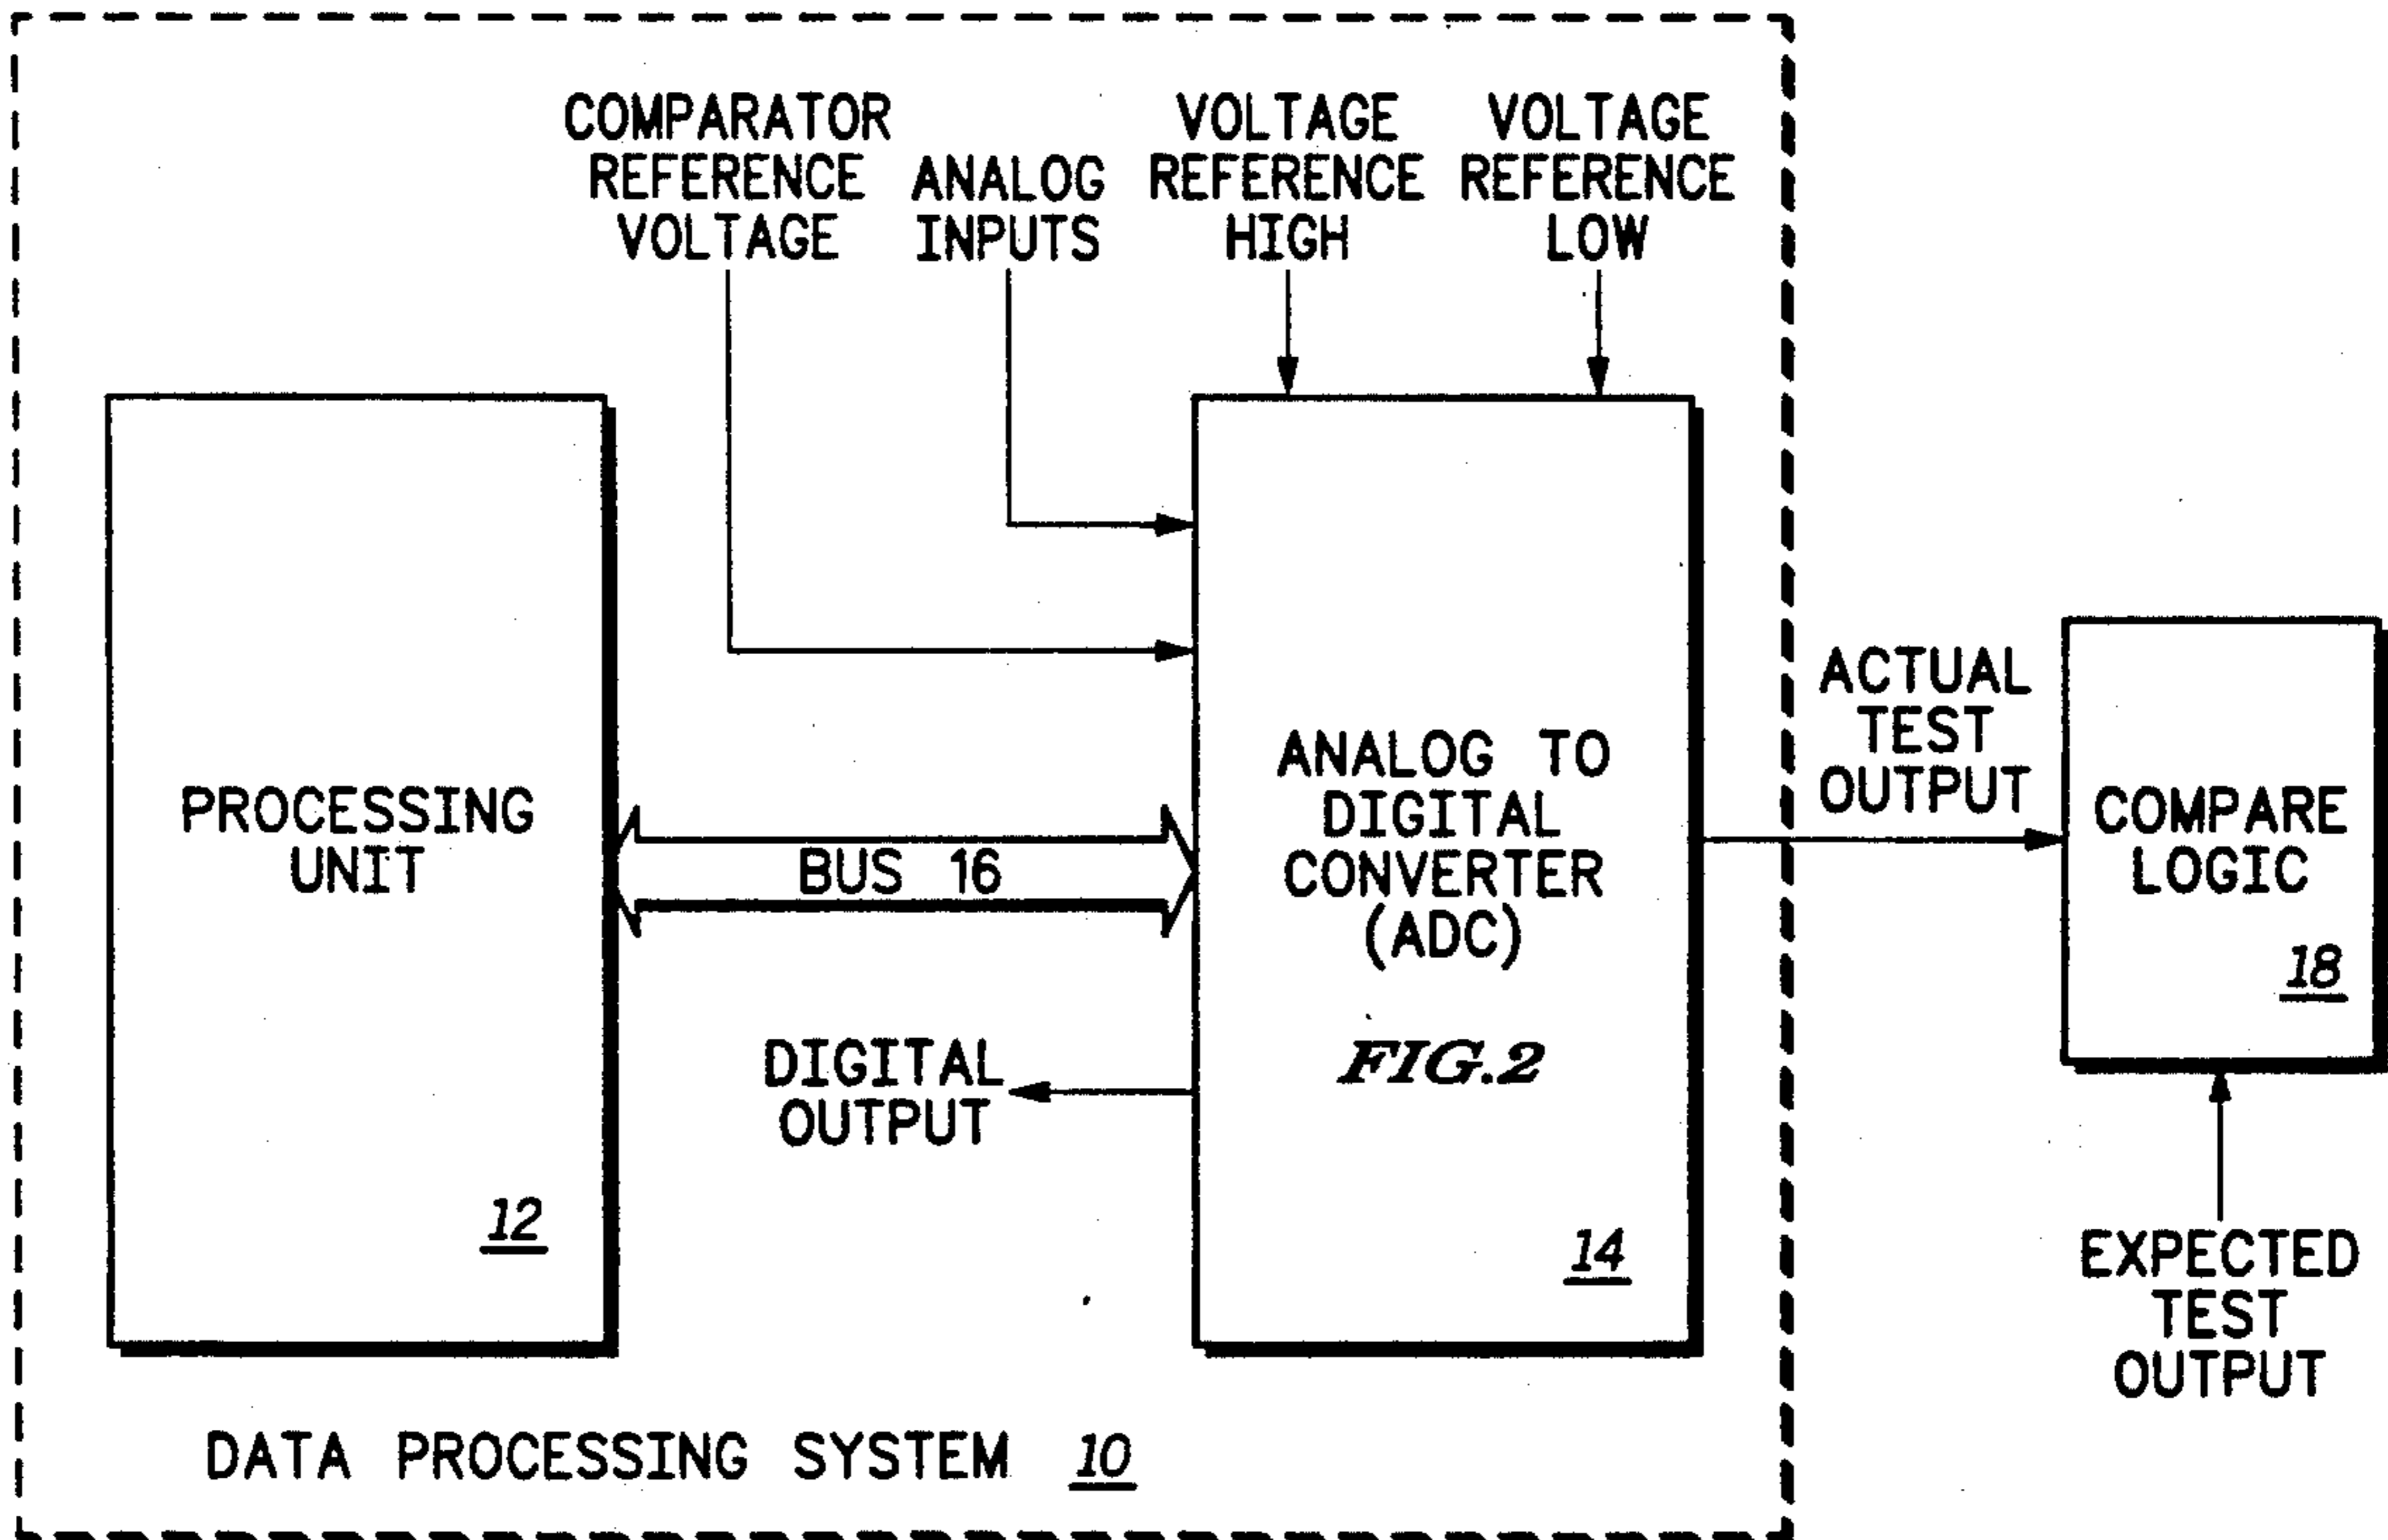 COMPARATOR
REFERENCE
VOLTAGE
ANALOG
INPUTS
VOLTAGE
REFERENCE
HIGH
VOLTAGE
REFERENCE
LOW
PROCESSING
UNIT
12
BUS 16
DIGITAL
OUTPUT
ANALOG TO
DIGITAL
CONVERTER
(ADC)
FIG.2
14
ACTUAL
TEST
OUTPUT
COMPARE
LOGIC
18
EXPECTED
TEST
OUTPUT
DATA PROCESSING SYSTEM 10